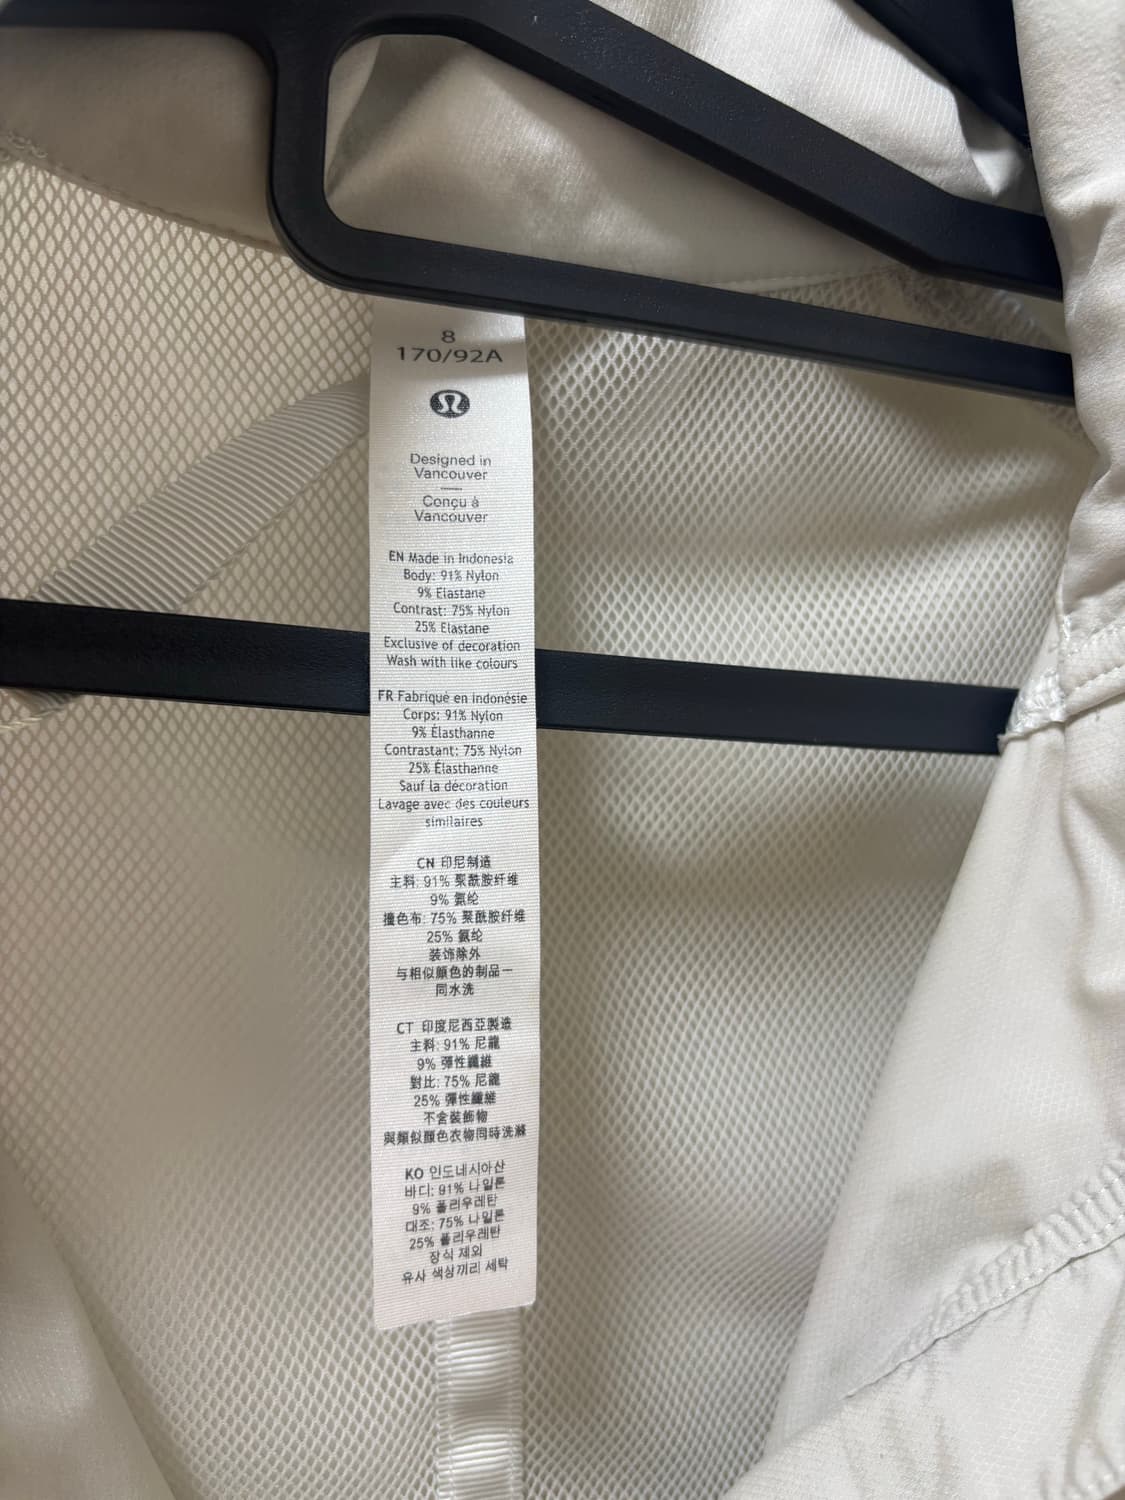 8
170/92A
Designed in
Vancouver
Conçu à
Vancouver
EN Made in Indonesia
Body: 91% Nylon
9% Elastane
Contrast: 75% Nylon
25% Elastane
Exclusive of decoration
Wash with like colours
FR Fabriqué en Indonésie
Corps: 91% Nylon
9% Élasthanne
Contrastant: 75% Nylon
25% Élasthanne
Sauf la décoration
Lavage avec des couleurs
similaires
CN 印尼制造
主料: 91% 聚酰胺纤维
9% 氨纶
撞色布: 75% 聚酰胺纤维
25% 氨纶
装饰除外
与相似颜色的制品一
同水洗
CT 印度尼西亞製造
主料: 91% 尼龍
9% 彈性纖維
對比: 75% 尼龍
25% 彈性纖維
不含裝飾物
與類似顏色衣物同時洗滌
KO 인도네시아산
바디: 91% 나일론
9% 폴리우레탄
대조: 75% 나일론
25% 폴리우레탄
장식 제외
유사 색상끼리 세탁